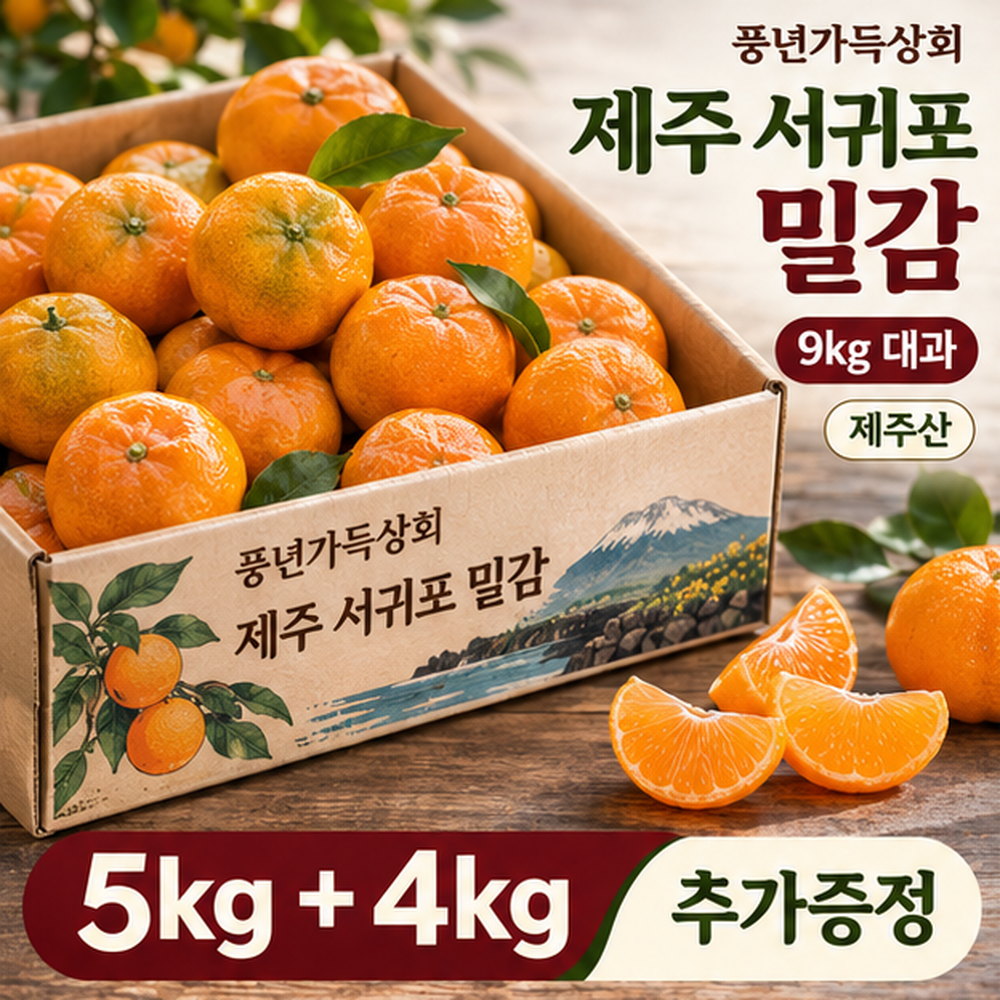 풍년가득상회
제주 서귀포
밀감
9kg 대과
제주산
풍년가득상회
제주 서귀포 밀감
5kg + 4kg 추가증정